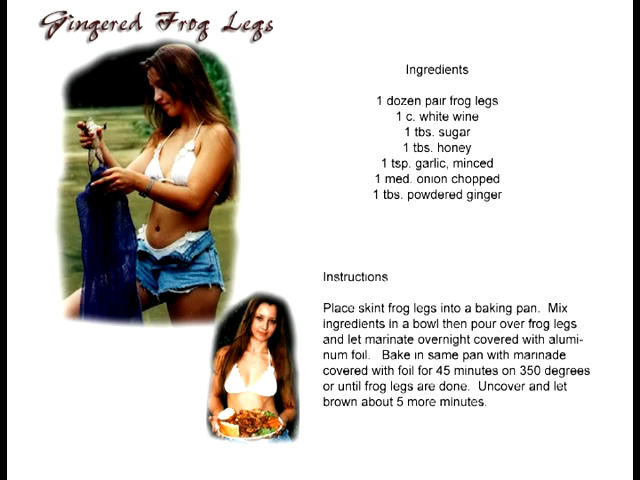 Gingered Frog Legs
Ingredients
1 dozen pair frog legs
1 c. white wine
1 tbs. sugar
1 tbs. honey
1 tsp. garlic, minced
1 med. onion chopped
1 tbs. powdered ginger
Instructions
Place skint frog legs into a baking pan.  Mix
ingredients in a bowl then pour over frog legs
and let marinate overnight covered with alumi-
num foil.   Bake in same pan with marinade
covered with foil for 45 minutes on 350 degrees
or until frog legs are done.  Uncover and let
brown about 5 more minutes.